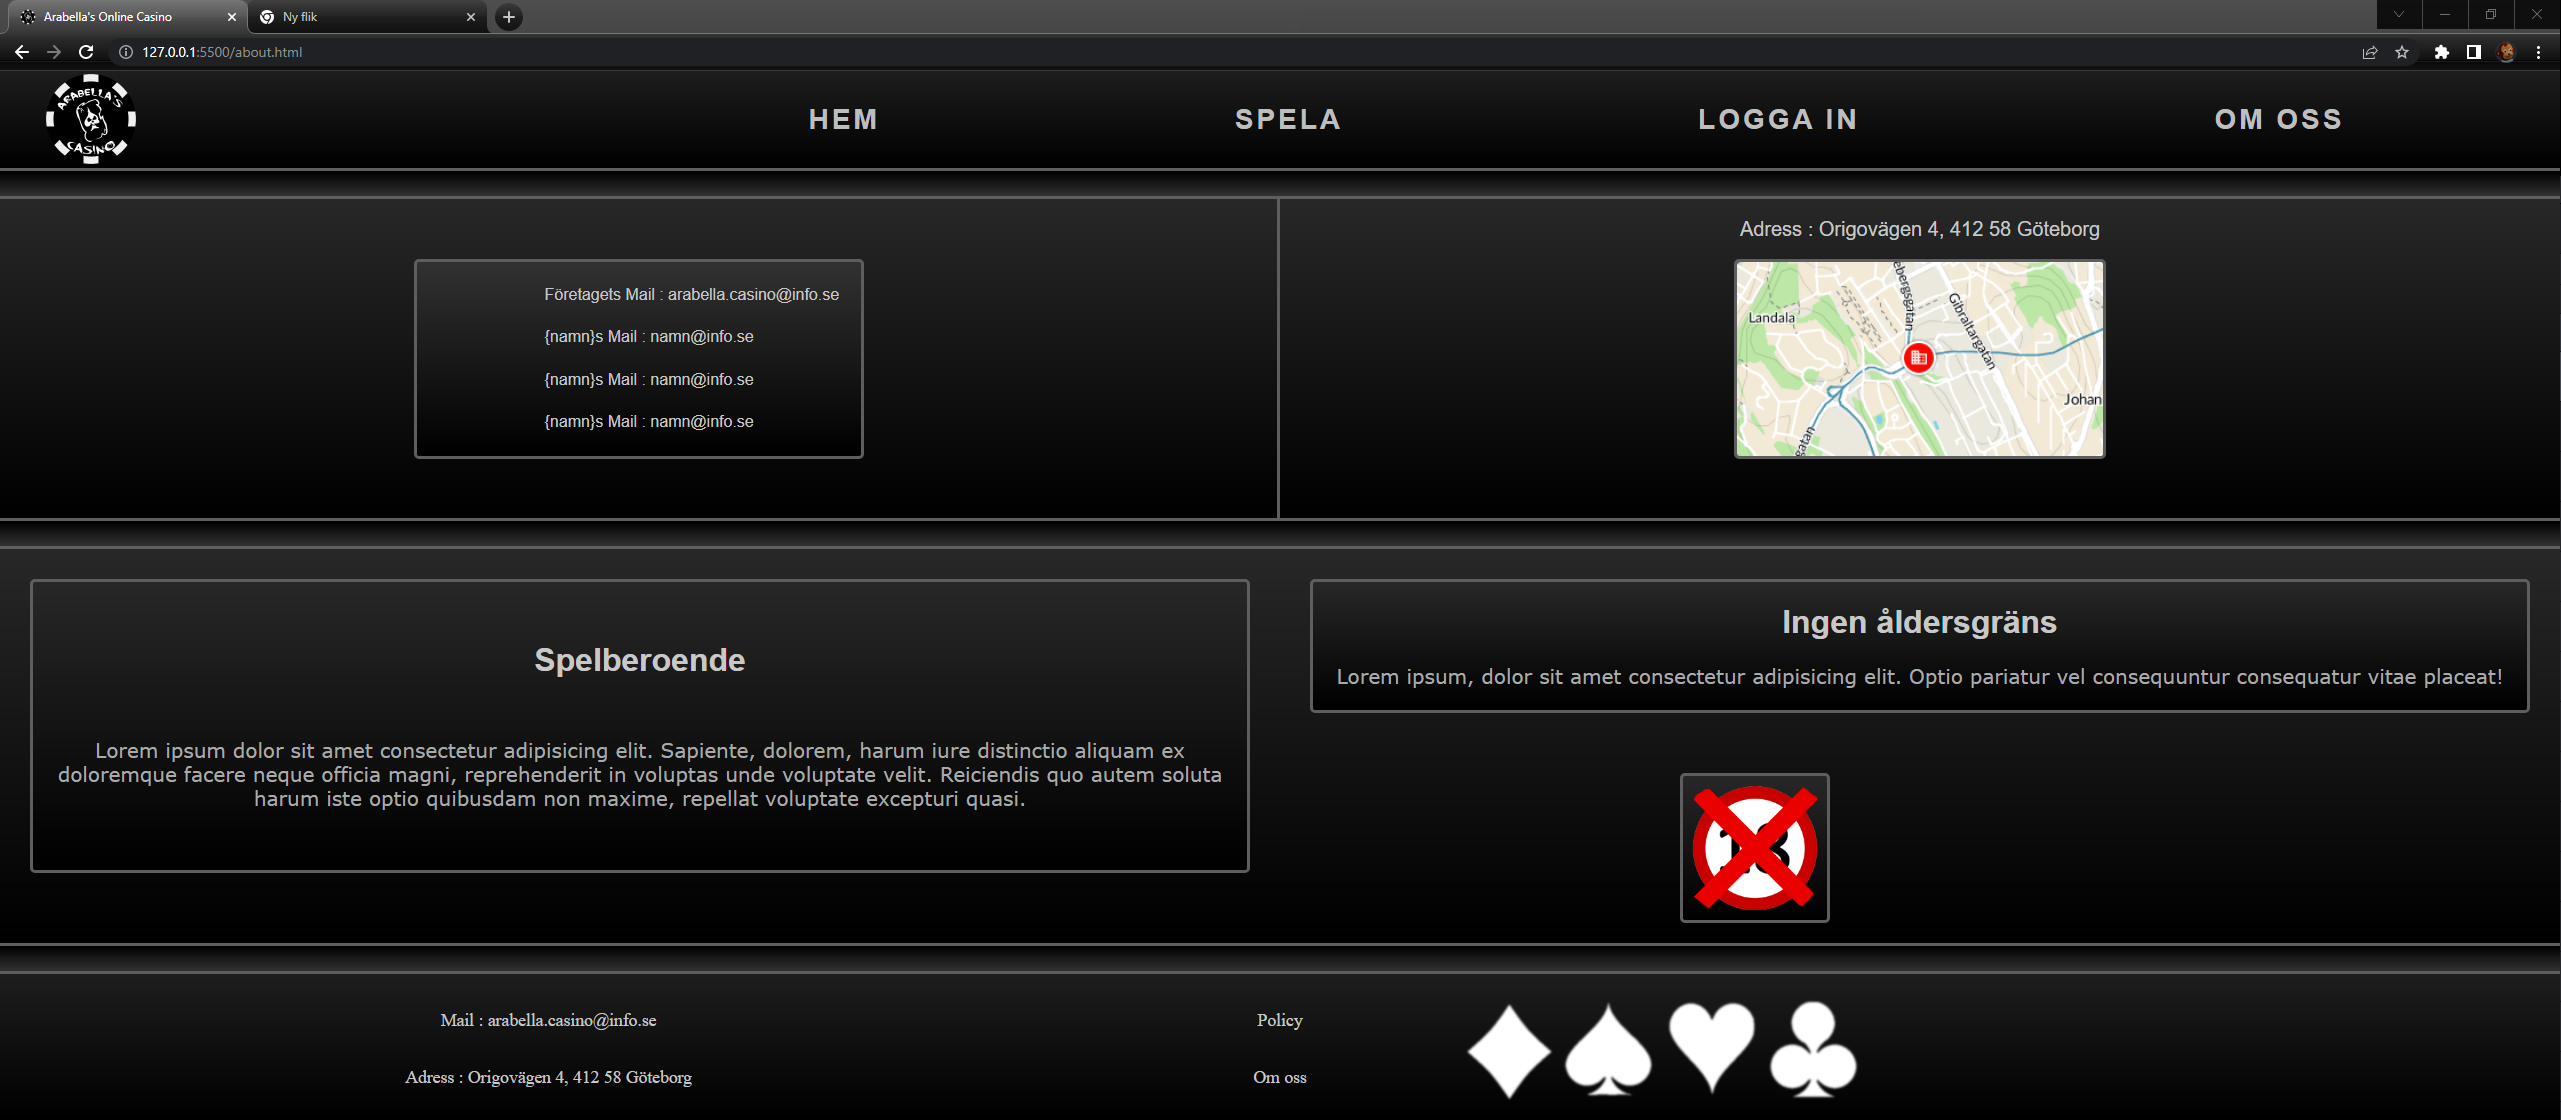 Arabella's Online Casino
Ny flik
127.0.0.1:5500/about.html
ARABELLA'S
CASINO
HEM
SPELA
LOGGA IN
OM OSS
Företagets Mail : arabella.casino@info.se
{namn}s Mail : namn@info.se
{namn}s Mail : namn@info.se
{namn}s Mail : namn@info.se
Adress : Origovägen 4, 412 58 Göteborg
Landala
ebergsgatan
Gibraltargatan
Johan
gatan
Spelberoende
Lorem ipsum dolor sit amet consectetur adipisicing elit. Sapiente, dolorem, harum iure distinctio aliquam ex
doloremque facere neque officia magni, reprehenderit in voluptas unde voluptate velit. Reiciendis quo autem soluta
harum iste optio quibusdam non maxime, repellat voluptate excepturi quasi.
Ingen åldersgräns
Lorem ipsum, dolor sit amet consectetur adipisicing elit. Optio pariatur vel consequuntur consequatur vitae placeat!
18
Mail : arabella.casino@info.se
Adress : Origovägen 4, 412 58 Göteborg
Policy
Om oss